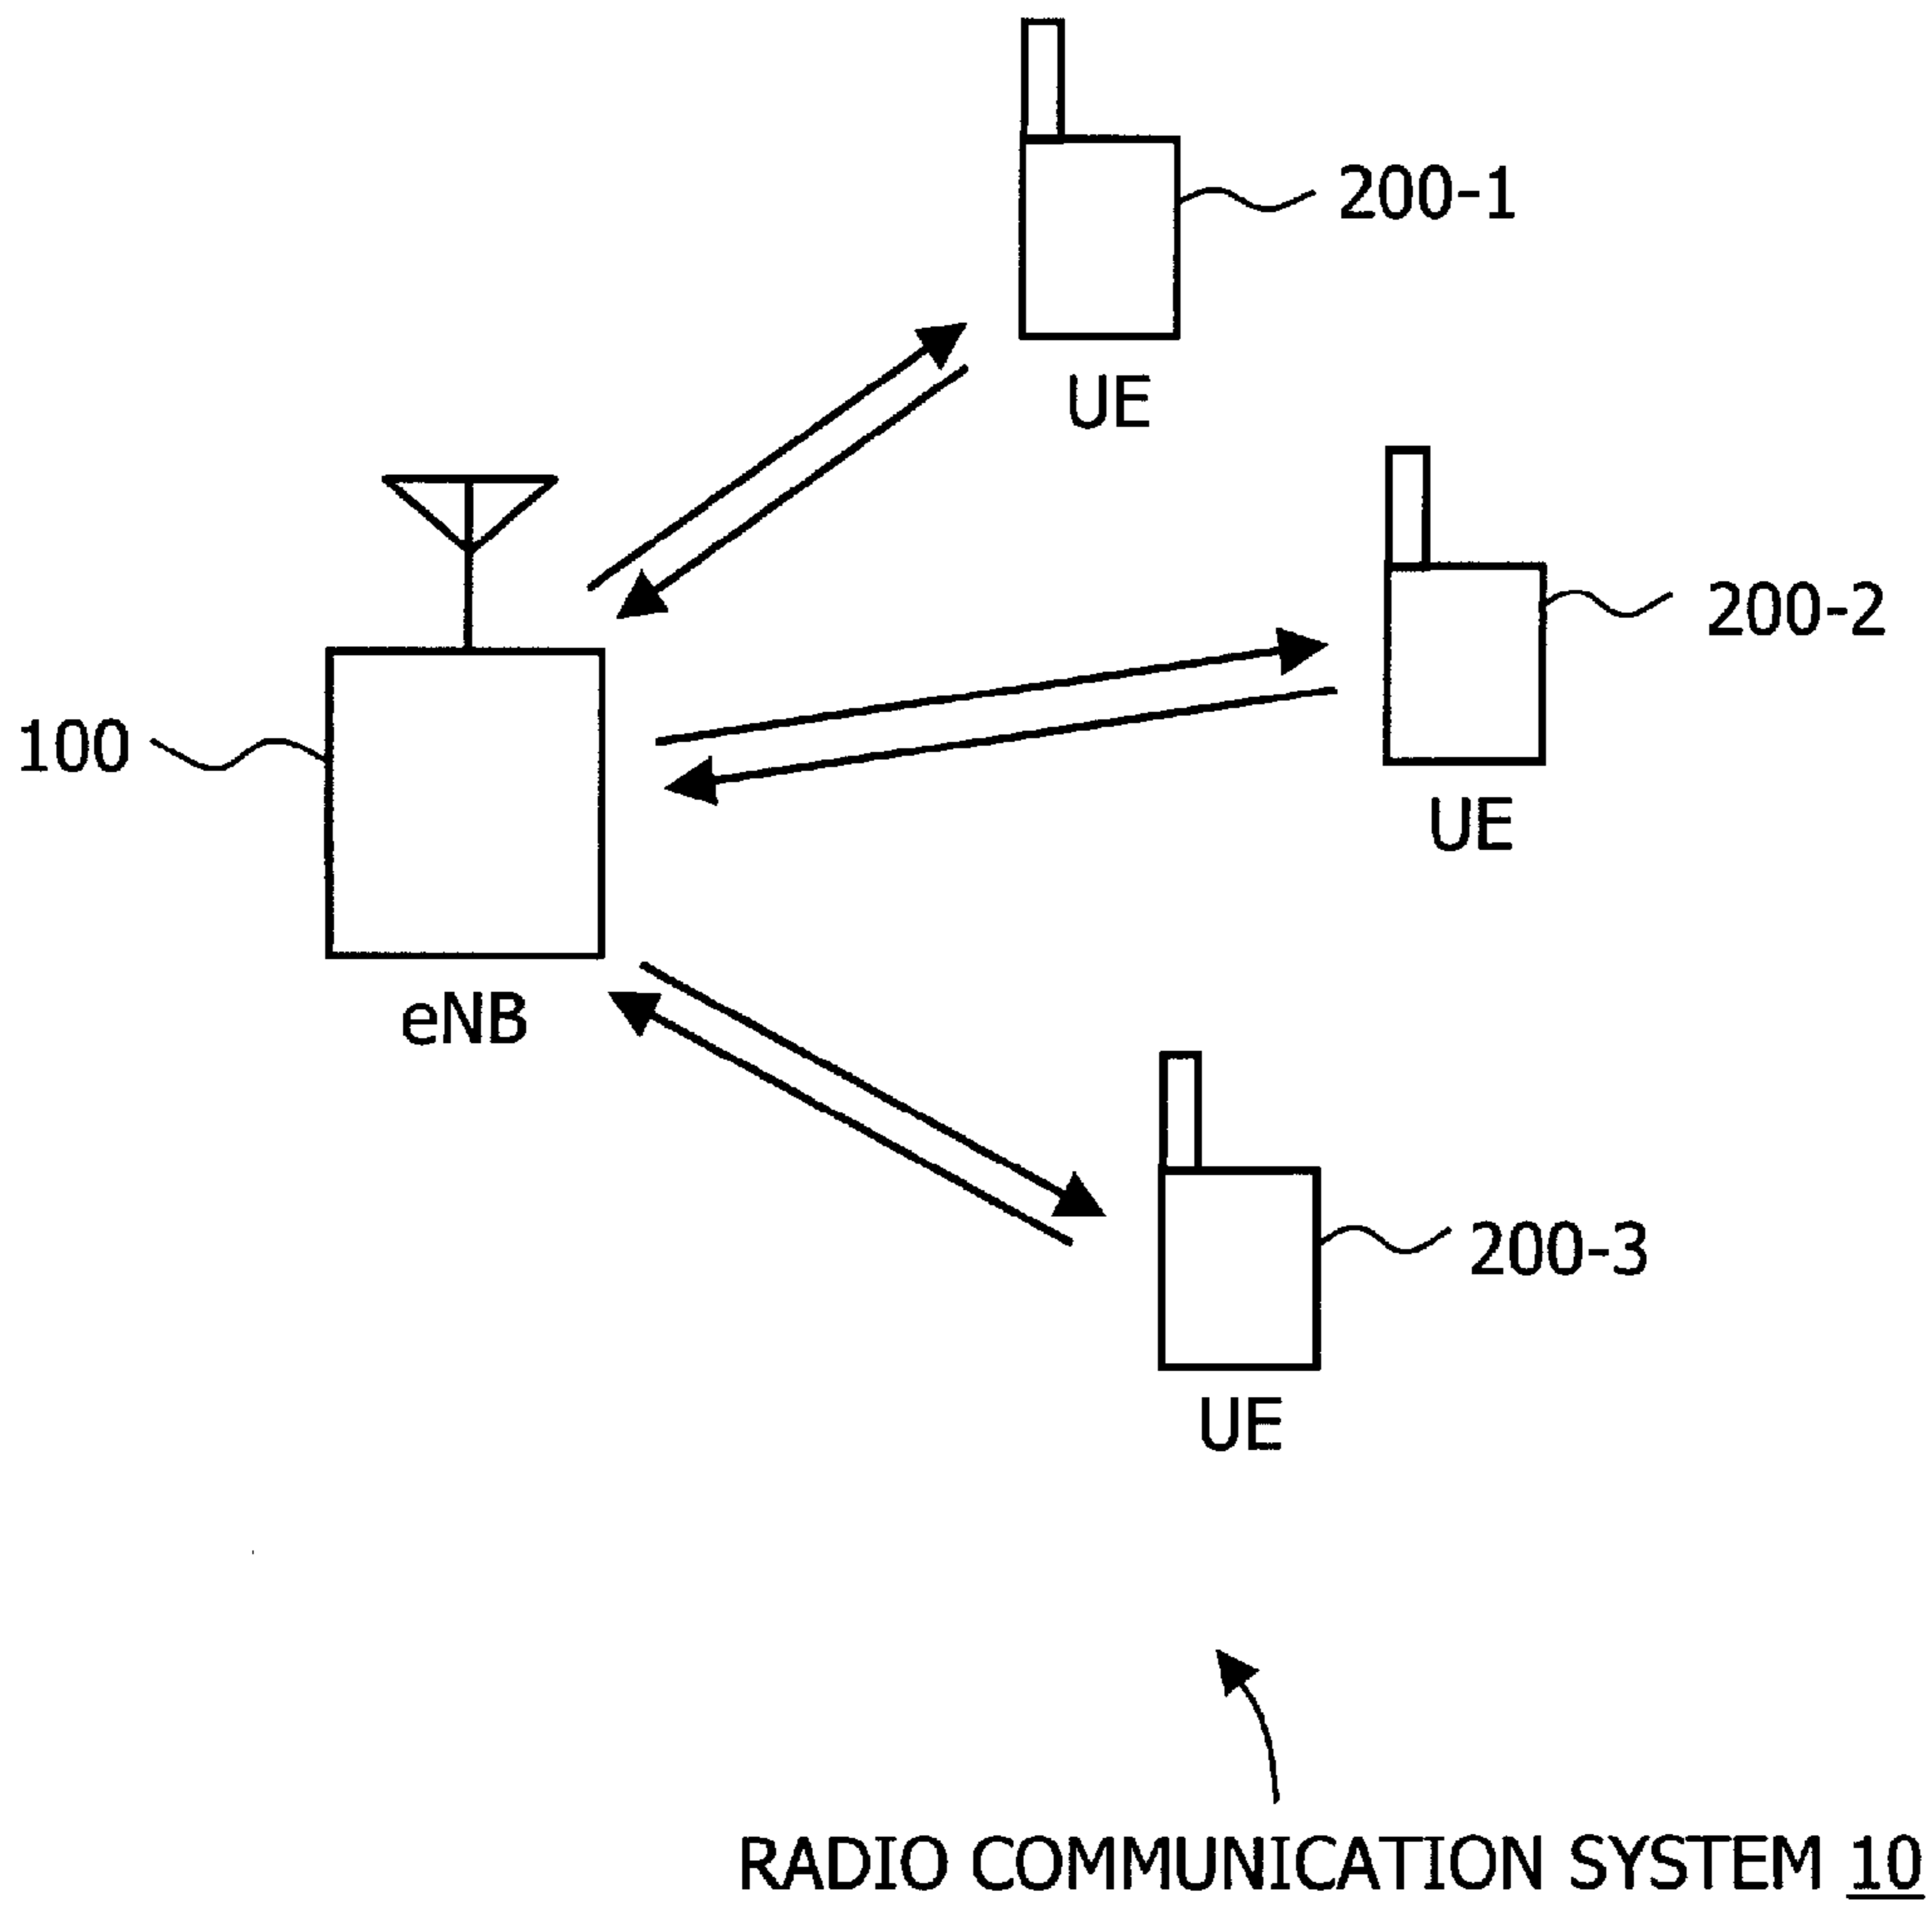 200-1
UE
200-2
100
UE
eNB
200-3
UE
RADIO COMMUNICATION SYSTEM 10